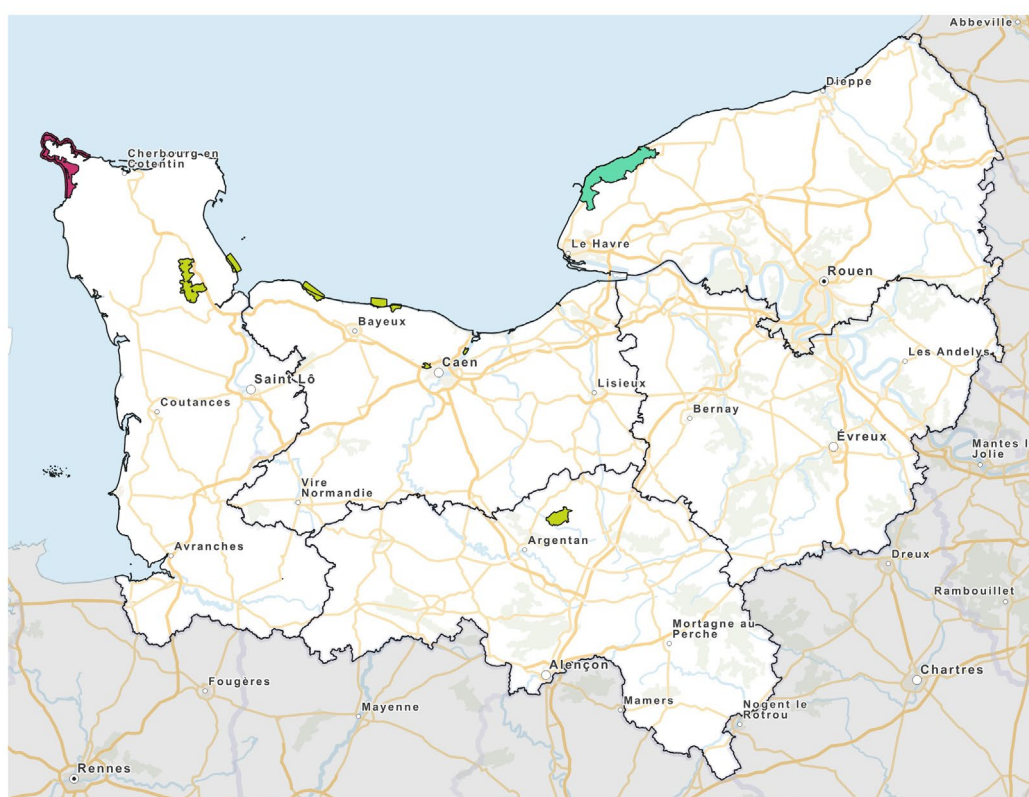 Abbeville
Dieppe
Cherbourg en
Cotentin
Le Havre
Rouen
Bayeux
Caen
Les Andelys
Saint Lô
Lisieux
Coutances
Bernay
Évreux
Mantes l
Jolie
Vire
Normandie
Avranches
Argentan
Dreux
Rambouillet
Mortagne au
Perche
Alençon
Chartres
Fougères
Mayenne
Mamers
Nogent le
Rotrou
Rennes